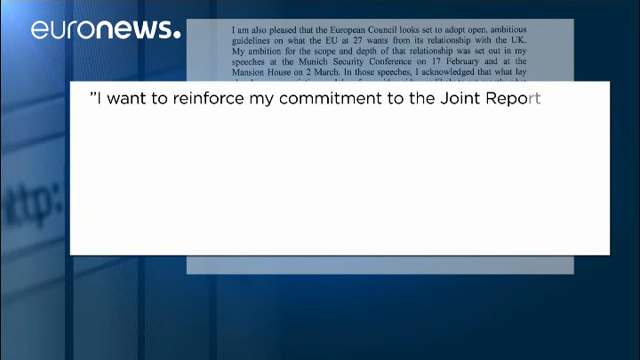 euronews.
I am also pleased that the European Council looks set to adopt open, ambitious
guidelines on what the EU at 27 wants from its relationship with the UK.
My ambition for the scope and depth of that relationship was set out in my
speeches at the Munich Security Conference on 17 February and at the
Mansion House on 2 March. In those speeches, I acknowledged that what lay
"I want to reinforce my commitment to the Joint Report
http: